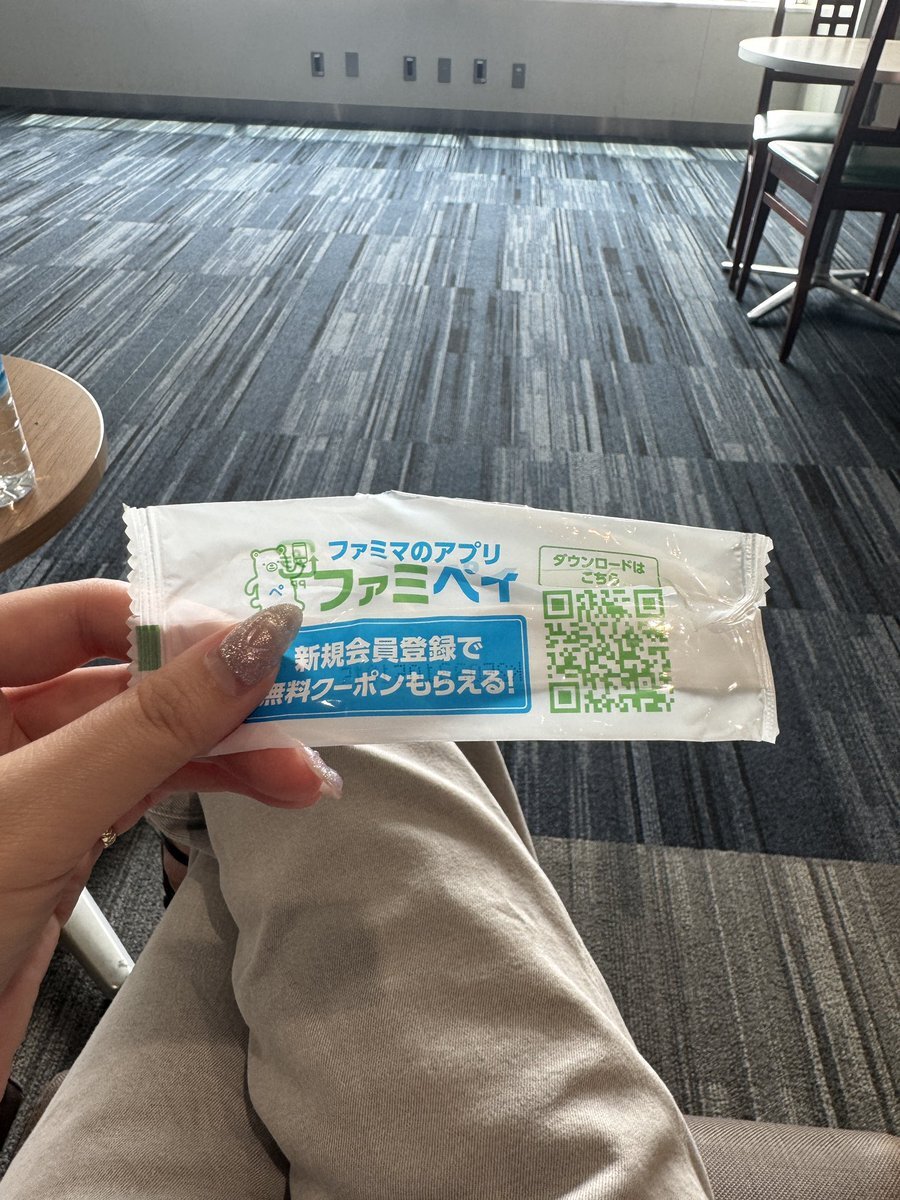 ファミマのアプリ
ファミペイ
ペ
新規会員登録で
無料クーポンもらえる!
ダウンロードは
こちら